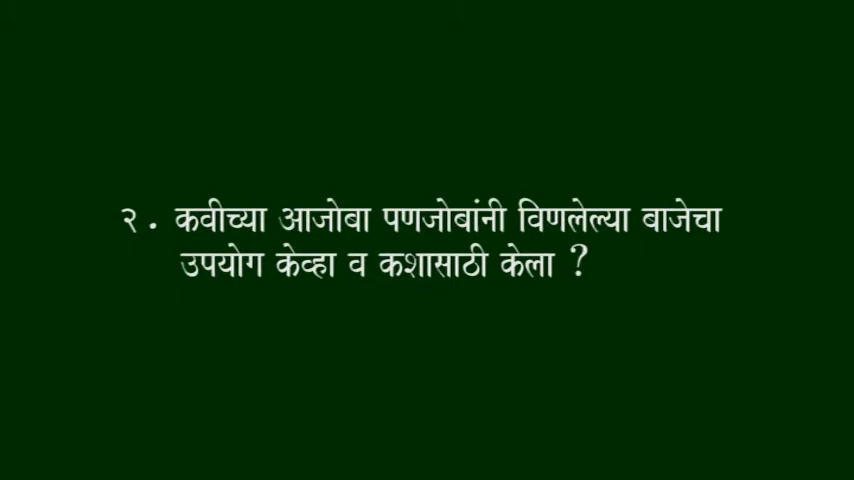 २. कवीच्या आजोबा पणजोबांनी विणलेल्या बाजेचा
उपयोग केव्हा व कशासाठी केला ?